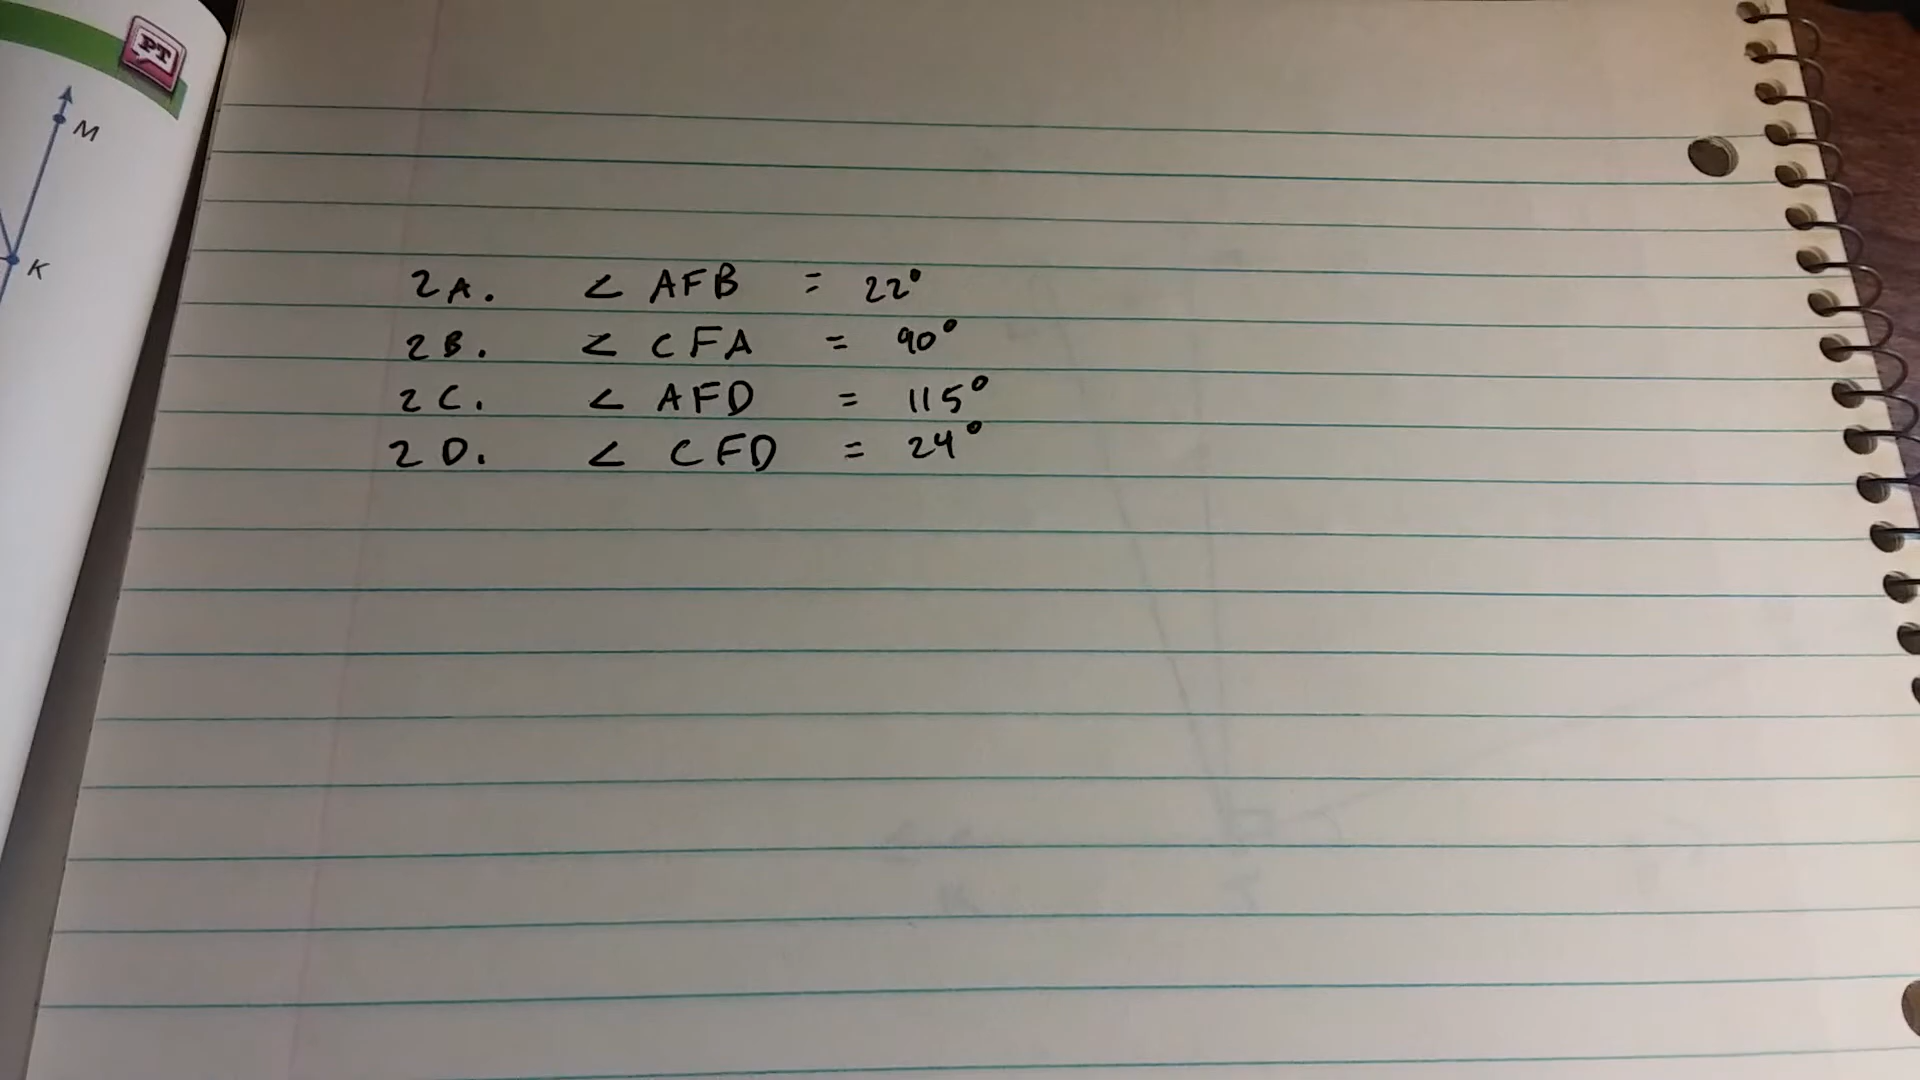 PT
M
K
2A. < AFB = 22°
2B. < CFA = 90°
2C. < AFD = 115°
2D. < CFD = 24°